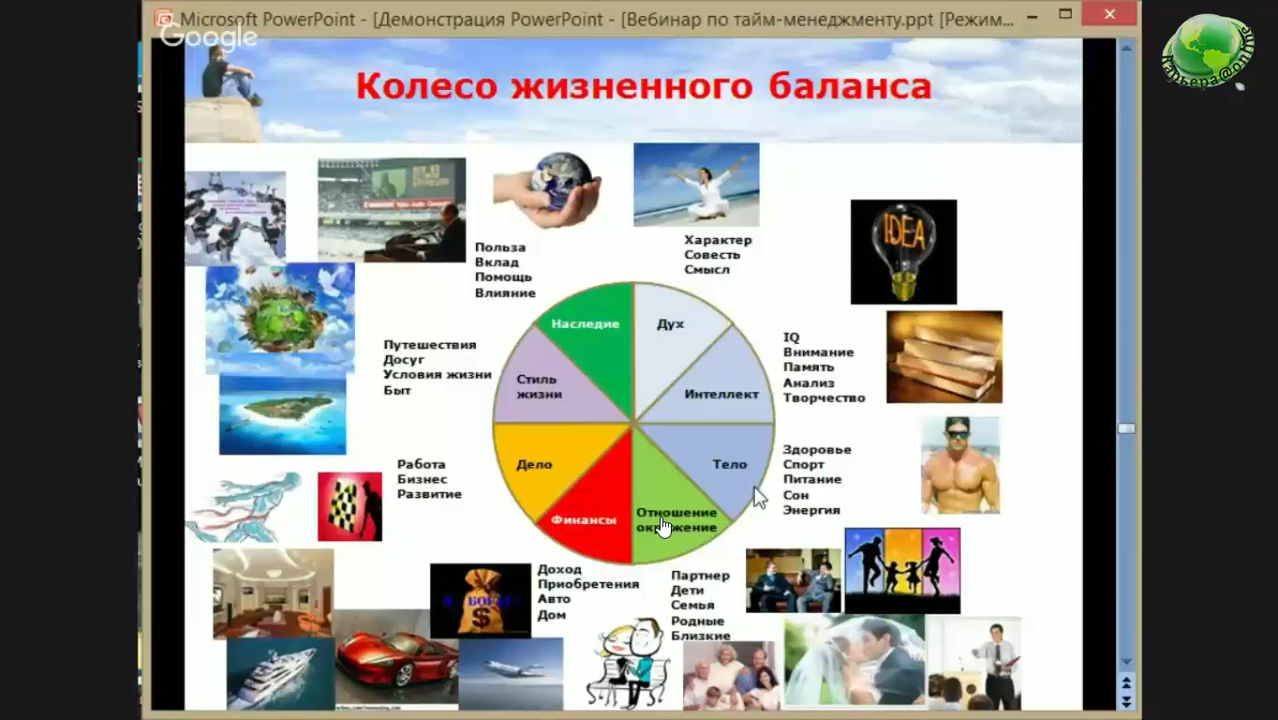 Microsoft PowerPoint - [Демонстрация PowerPoint - [Вебинар по тайм-менеджменту.ppt [Режим...
Google
Карьера@online
Колесо жизненного баланса
Польза
Вклад
Помощь
Влияние
Характер
Совесть
Смысл
IDEA
Путешествия
Досуг
Условия жизни
Быт
IQ
Внимание
Память
Анализ
Творчество
Наследие
Дух
Стиль
жизни
Интеллект
Дело
Тело
Финансы
Отношение
Работа
Бизнес
Развитие
Здоровье
Спорт
Питание
Сон
Энергия
Доход
Приобретения
Авто
Дом
$
Партнер
Дети
Семья
Родные
Близкие